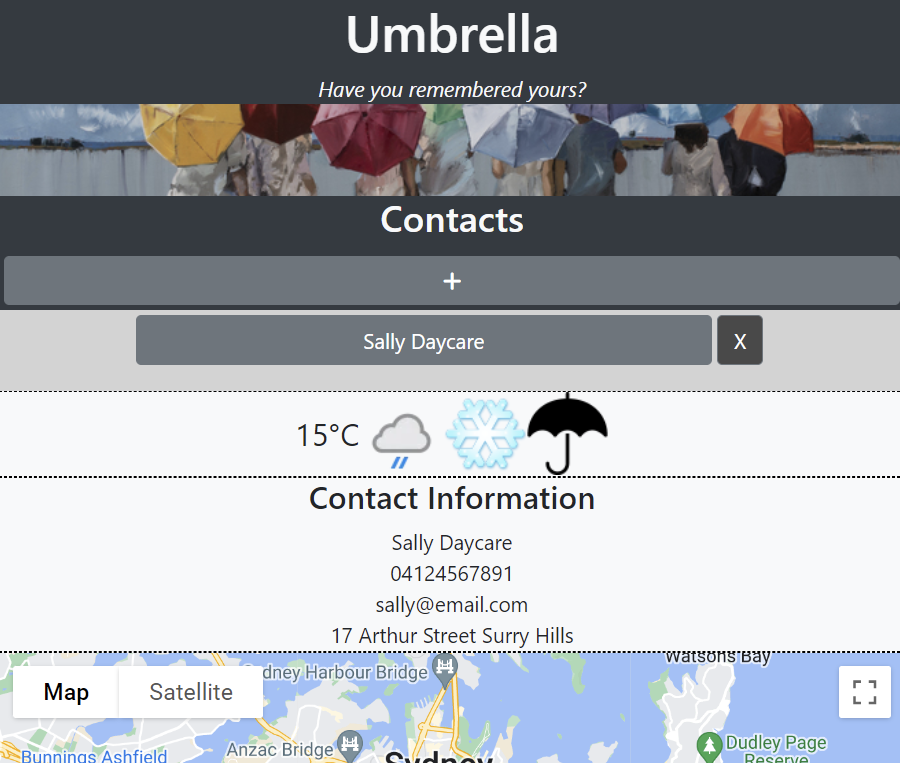 Umbrella
Have you remembered yours?
Contacts
+
Sally Daycare
X
15°C
Contact Information
Sally Daycare
04124567891
sally@email.com
17 Arthur Street Surry Hills
Map
Satellite
dney Harbour Bridge
Watsons Bay
Anzac Bridge
Dudley Page
Reserve
Bunnings Ashfield
Sydney